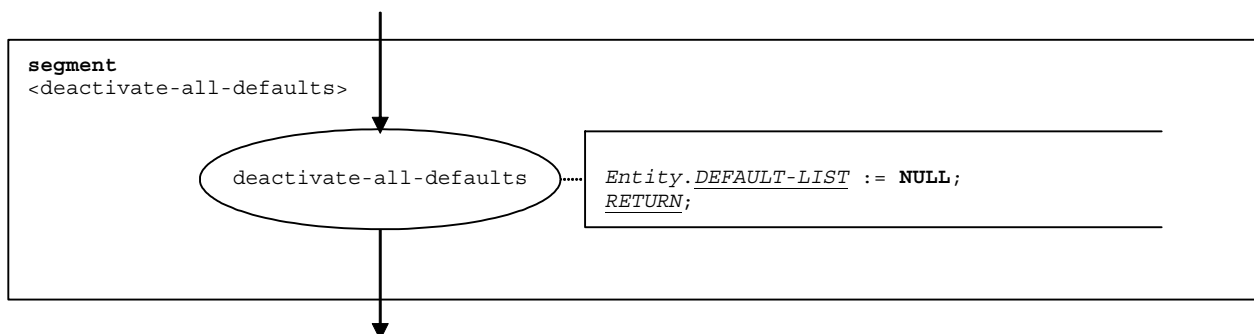 segment
<deactivate-all-defaults>
deactivate-all-defaults
Entity.DEFAULT-LIST := NULL;
RETURN;